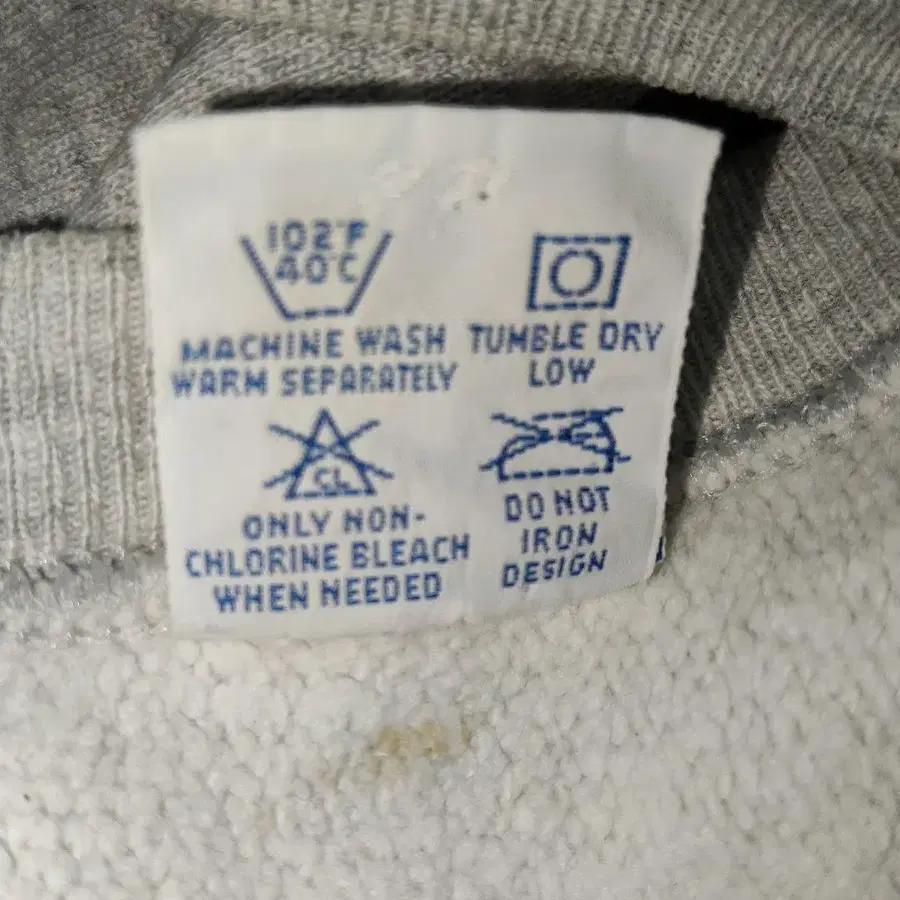 102°F
40°C
MACHINE WASH
WARM SEPARATELY
TUMBLE DRY
LOW
CL
ONLY NON-
CHLORINE BLEACH
WHEN NEEDED
DO NOT
IRON
DESIGN